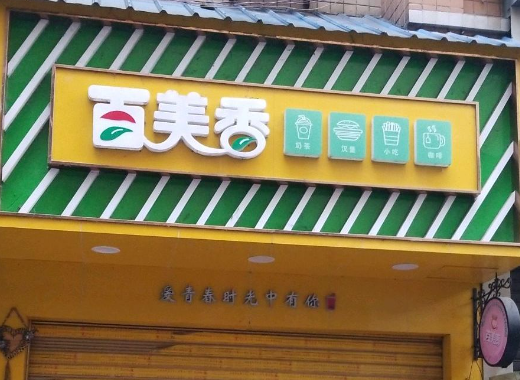 百美香
奶茶
汉堡
小吃
咖啡
爱青春时光中有你